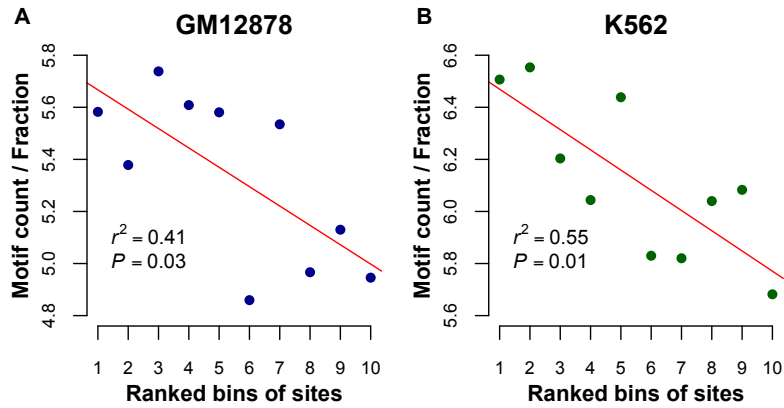 A
GM12878
Motif count / Fraction
5.8
5.6
5.4
5.2
5.0
4.8
r² = 0.41
P = 0.03
1 2 3 4 5 6 7 8 9 10
Ranked bins of sites
B
K562
Motif count / Fraction
6.6
6.4
6.2
6.0
5.8
5.6
r² = 0.55
P = 0.01
1 2 3 4 5 6 7 8 9 10
Ranked bins of sites